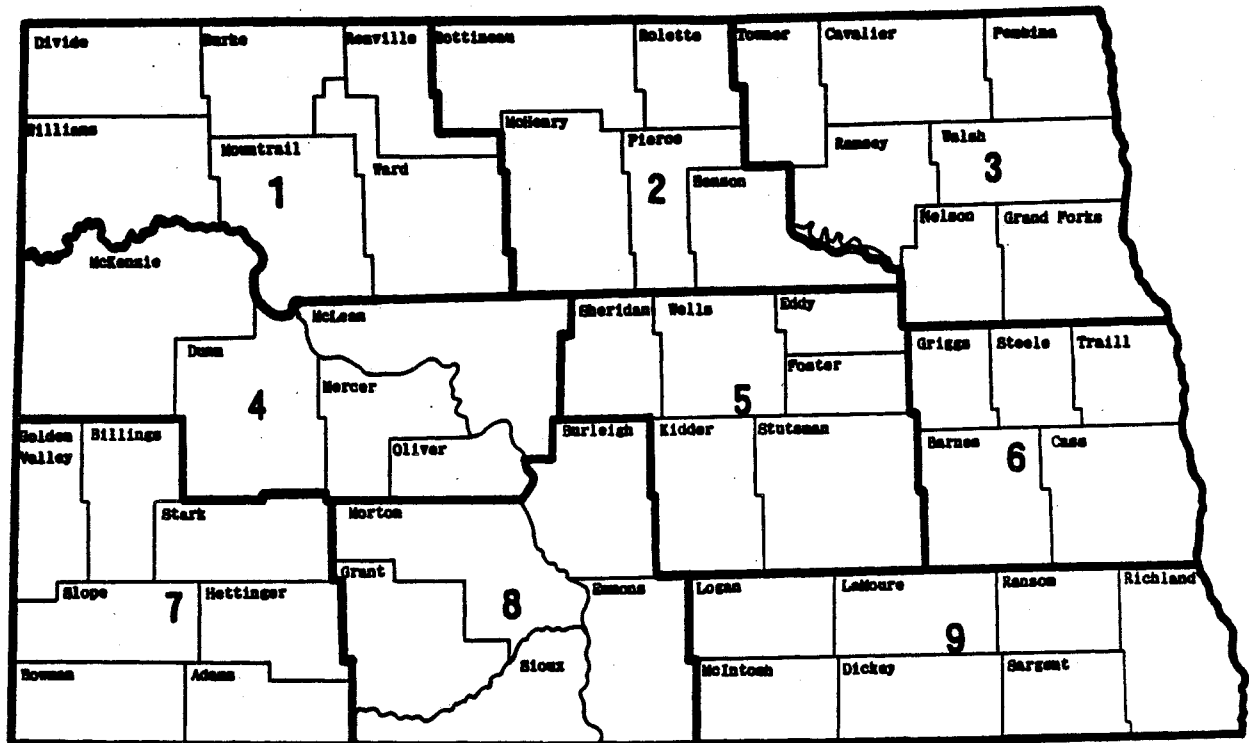 Divide
Burke
Renville
Bottineau
Rolette
Towner
Cavalier
Pembina
Williams
Mountrail
Ward
McHenry
Pierce
Benson
Ramsey
Walsh
1
2
3
Nelson
Grand Forks
McKenzie
McLean
Sheridan
Wells
Eddy
Griggs
Steele
Traill
Dunn
Mercer
Foster
4
5
Golden
Valley
Billings
Oliver
Burleigh
Kidder
Stutsman
Barnes
6
Cass
Stark
Morton
Grant
Emmons
Logan
LaMoure
Ransom
Richland
Slope
7
Hettinger
8
9
Bowman
Adams
Sioux
McIntosh
Dickey
Sargent